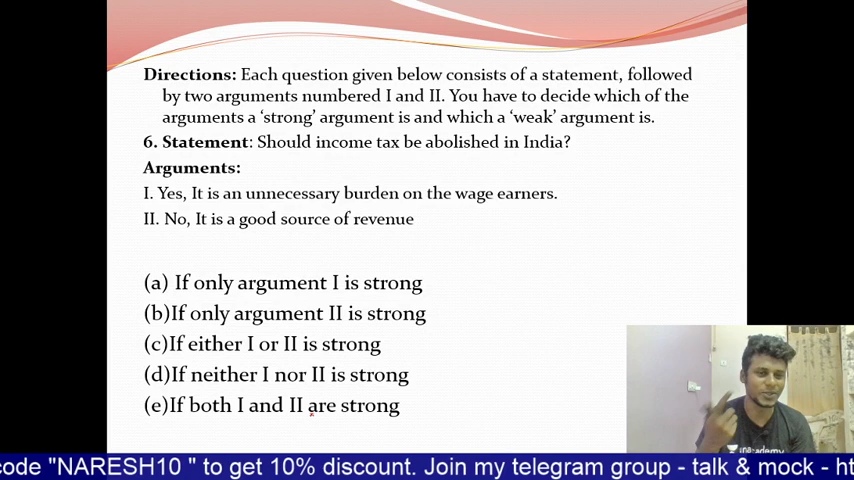 Directions: Each question given below consists of a statement, followed
by two arguments numbered I and II. You have to decide which of the
arguments a ‘strong’ argument is and which a ‘weak’ argument is.
6. Statement: Should income tax be abolished in India?
Arguments:
I. Yes, It is an unnecessary burden on the wage earners.
II. No, It is a good source of revenue
(a) If only argument I is strong
(b)If only argument II is strong
(c)If either I or II is strong
(d)If neither I nor II is strong
(e)If both I and II are strong
code "NARESH10 " to get 10% discount. Join my telegram group - talk & mock - ht